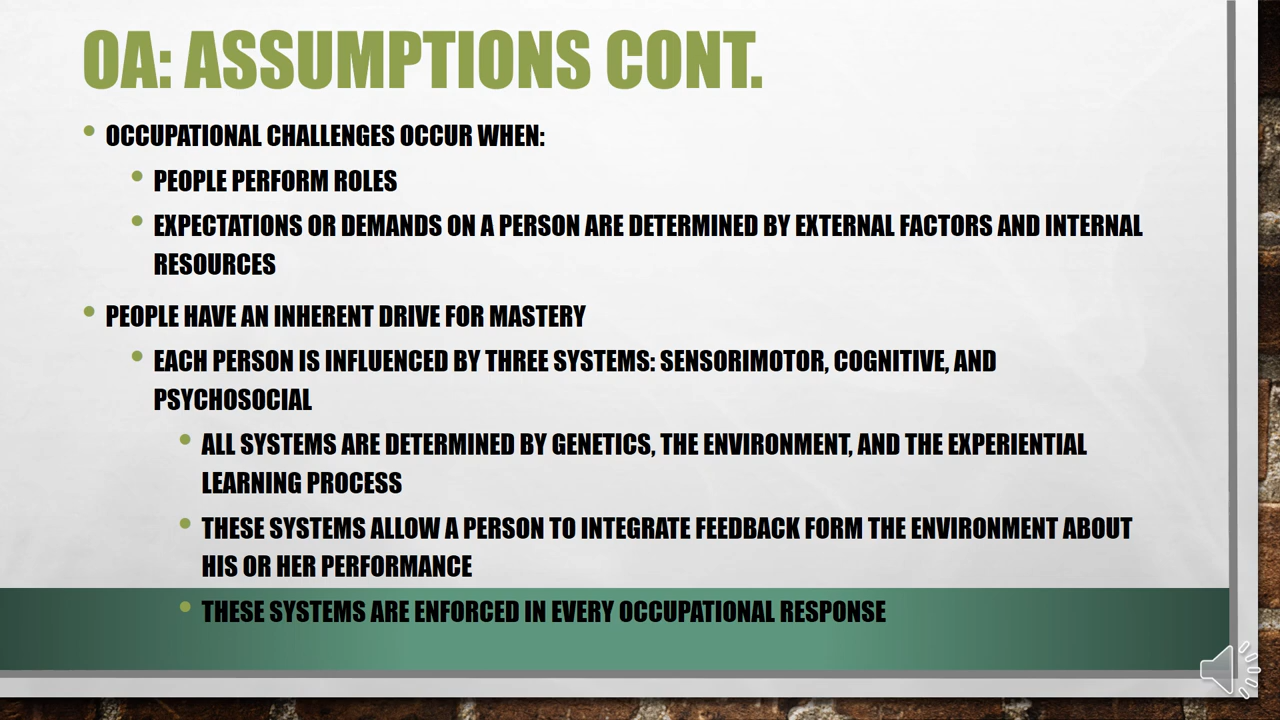 OA: ASSUMPTIONS CONT.
• OCCUPATIONAL CHALLENGES OCCUR WHEN:
• PEOPLE PERFORM ROLES
• EXPECTATIONS OR DEMANDS ON A PERSON ARE DETERMINED BY EXTERNAL FACTORS AND INTERNAL
RESOURCES
• PEOPLE HAVE AN INHERENT DRIVE FOR MASTERY
• EACH PERSON IS INFLUENCED BY THREE SYSTEMS: SENSORIMOTOR, COGNITIVE, AND
PSYCHOSOCIAL
• ALL SYSTEMS ARE DETERMINED BY GENETICS, THE ENVIRONMENT, AND THE EXPERIENTIAL
LEARNING PROCESS
• THESE SYSTEMS ALLOW A PERSON TO INTEGRATE FEEDBACK FORM THE ENVIRONMENT ABOUT
HIS OR HER PERFORMANCE
• THESE SYSTEMS ARE ENFORCED IN EVERY OCCUPATIONAL RESPONSE